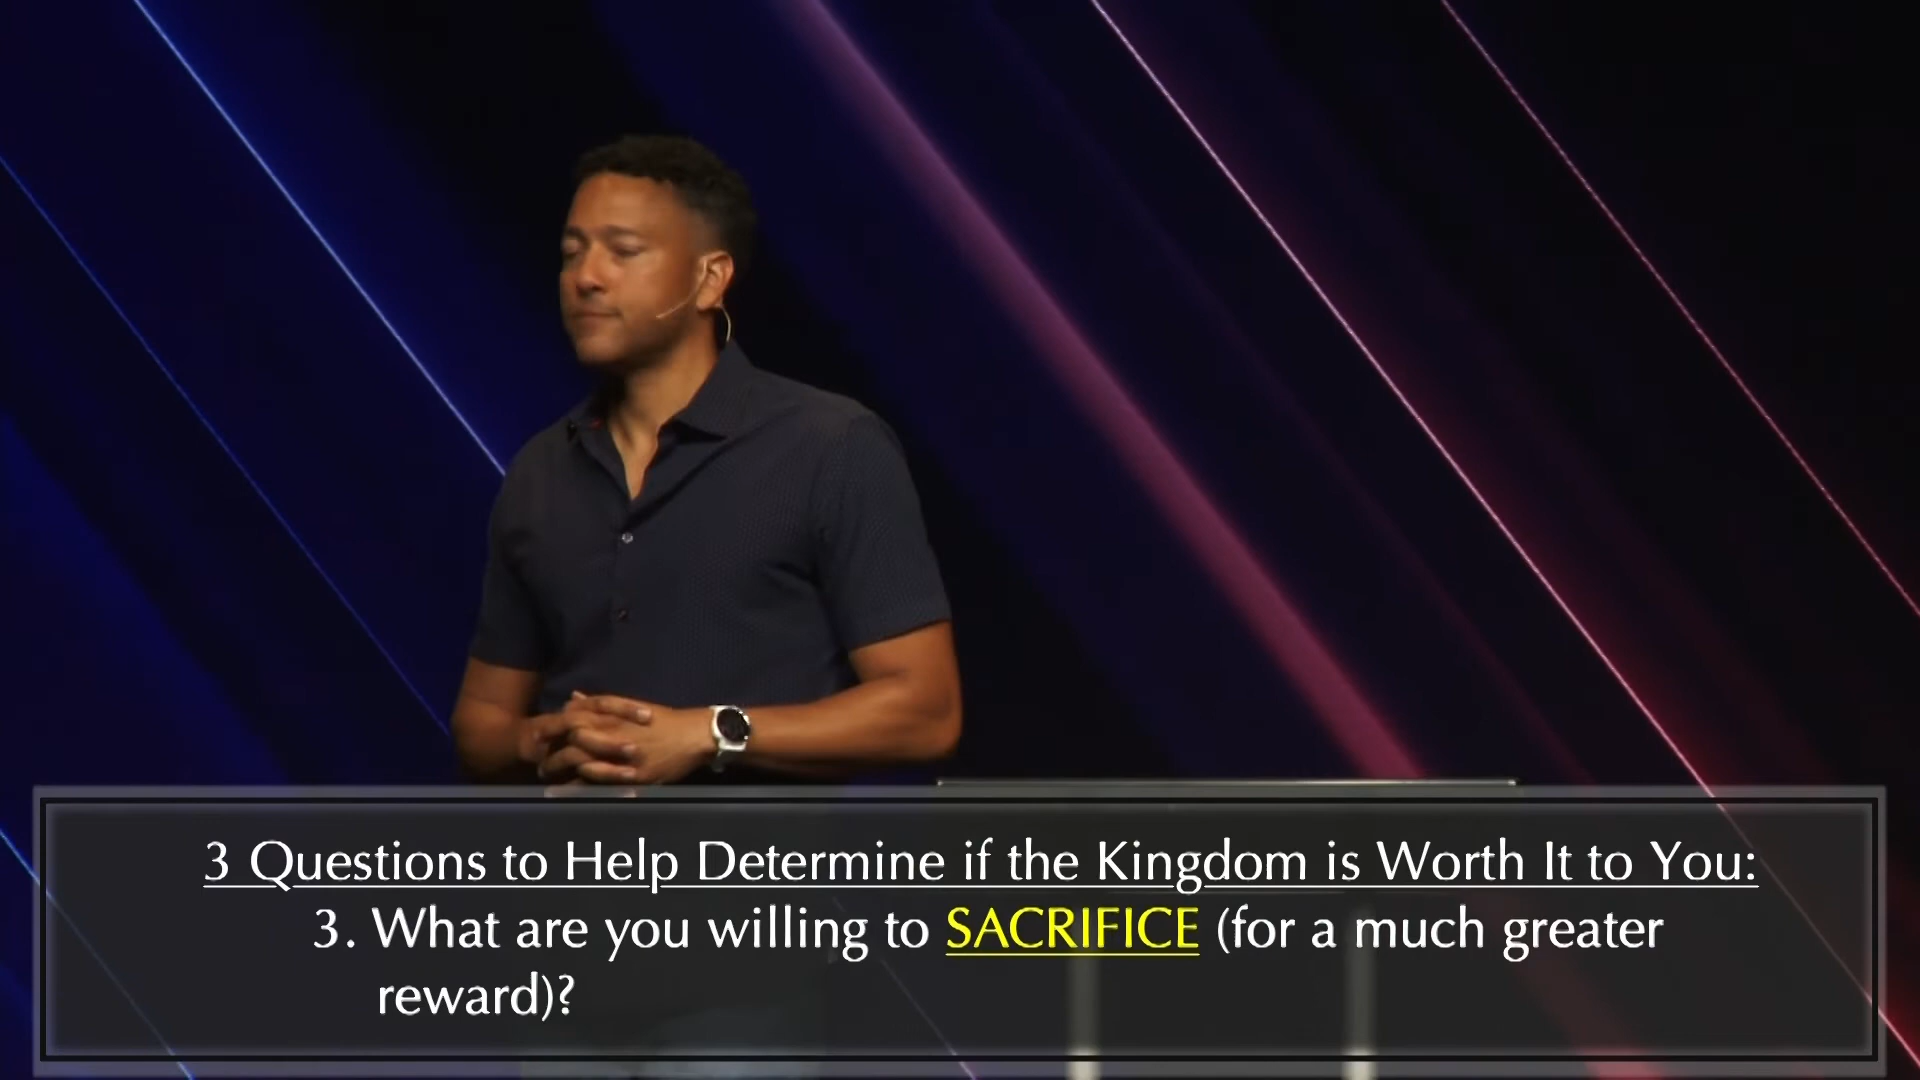 3 Questions to Help Determine if the Kingdom is Worth It to You:
3. What are you willing to SACRIFICE (for a much greater
reward)?